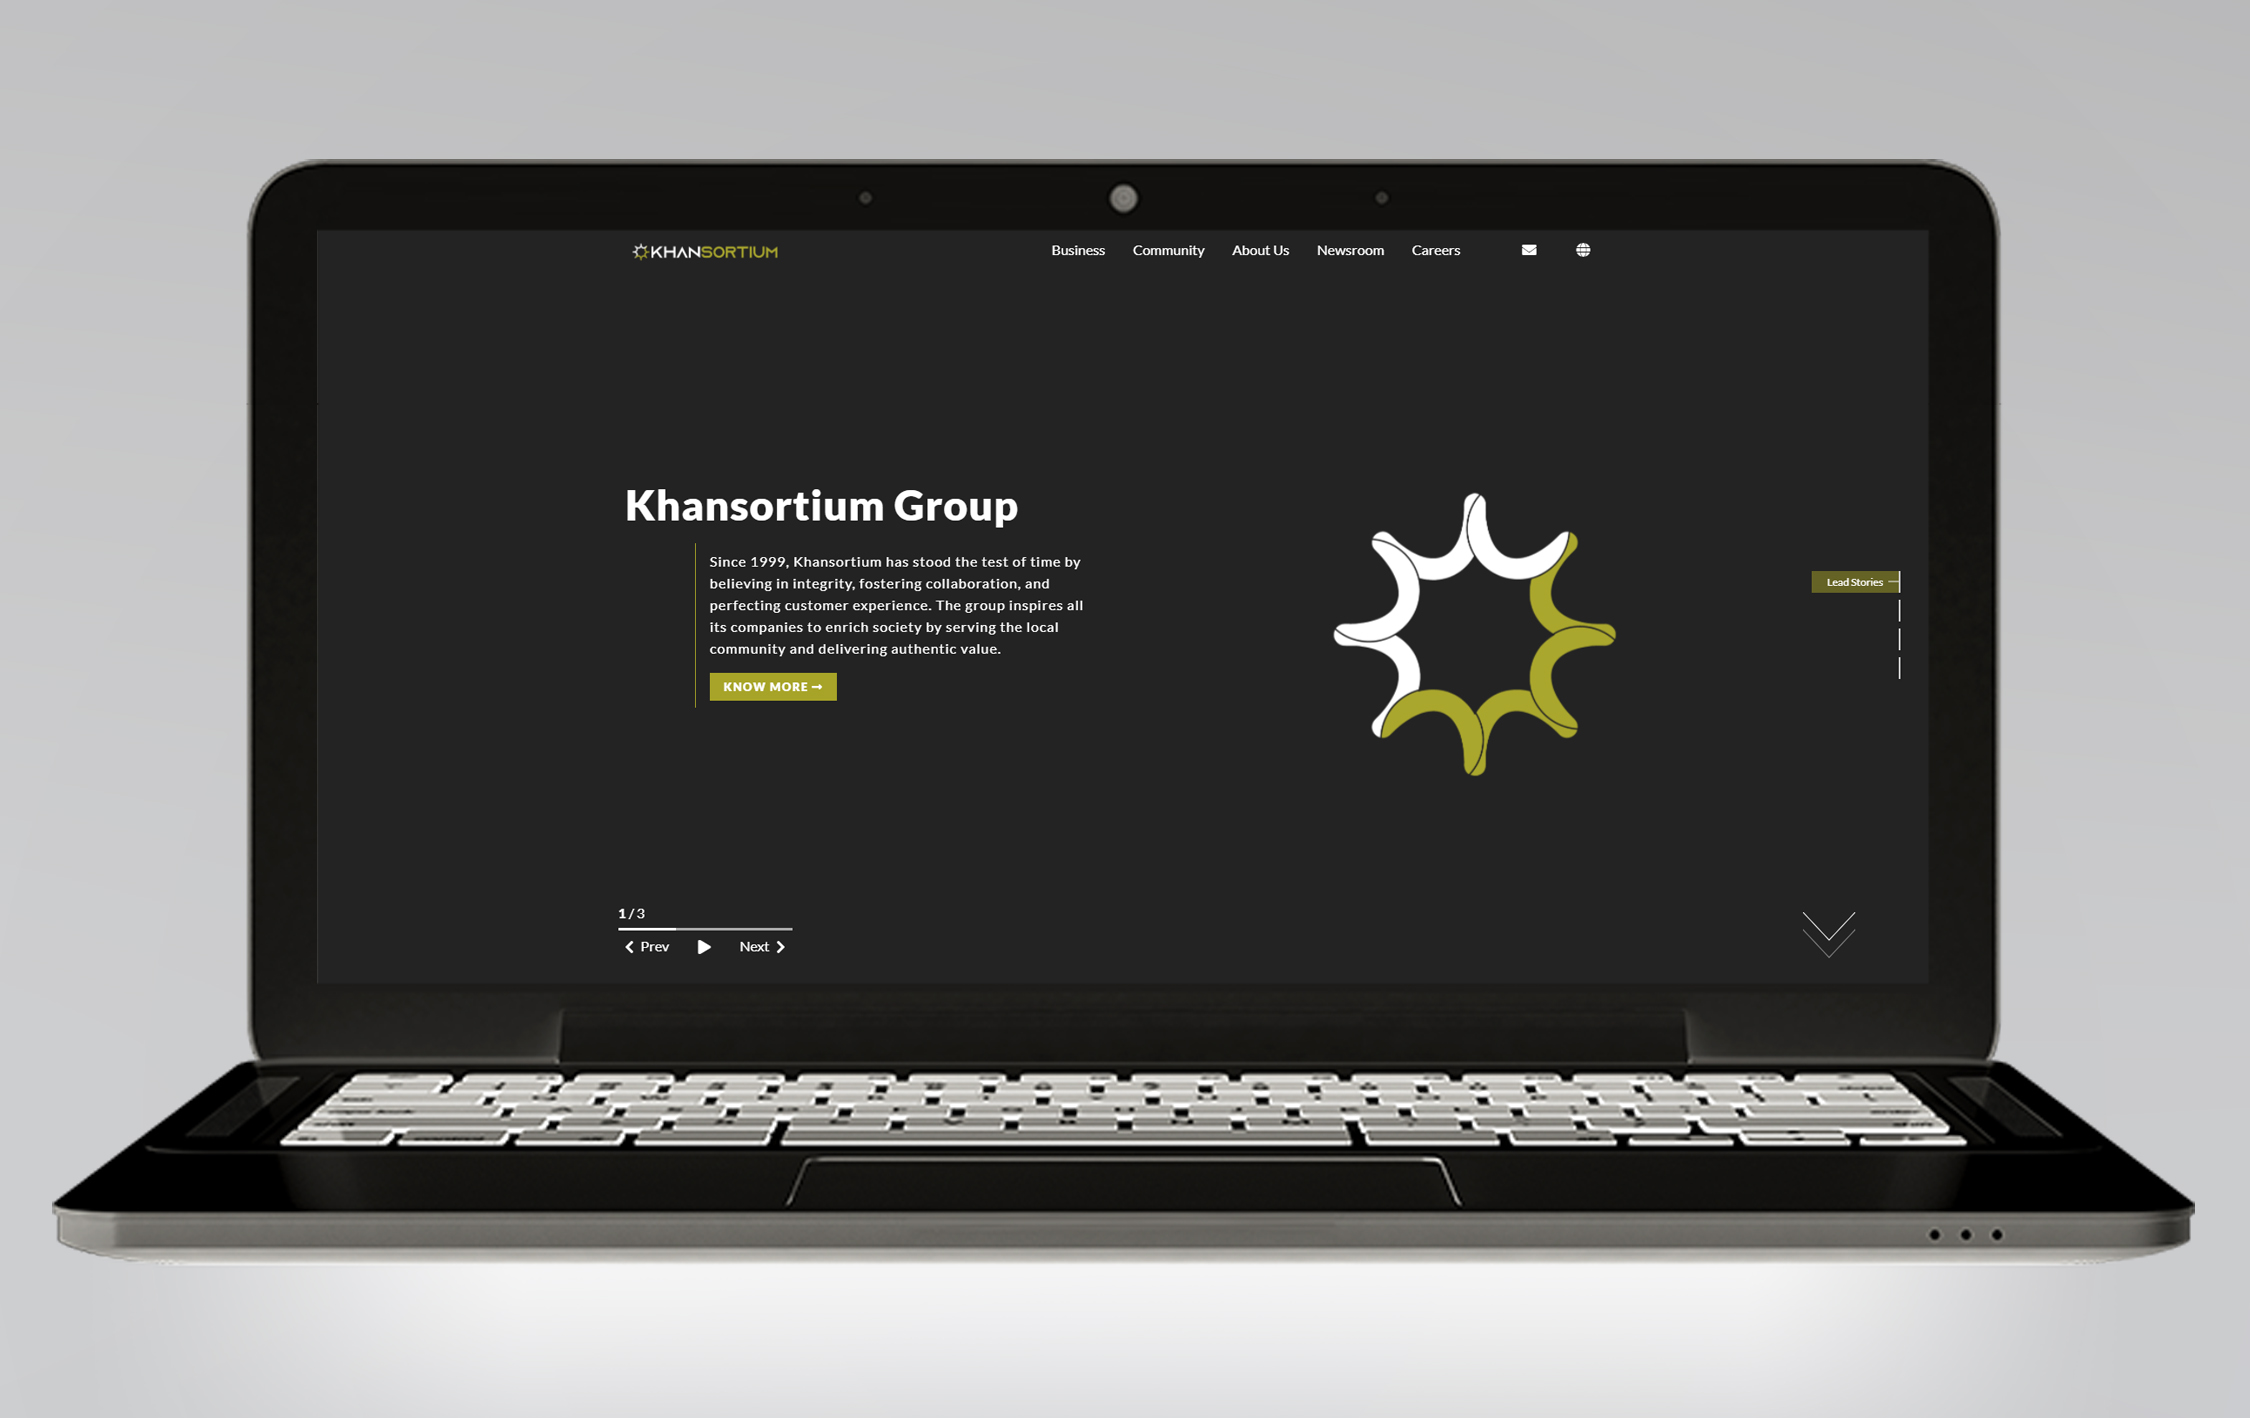 KHANSORTIUM
Business Community About Us Newsroom Careers
Khansortium Group
Since 1999, Khansortium has stood the test of time by
believing in integrity, fostering collaboration, and
perfecting customer experience. The group inspires all
its companies to enrich society by serving the local
community and delivering authentic value.
KNOW MORE
Lead Stories
1 / 3
Prev Next